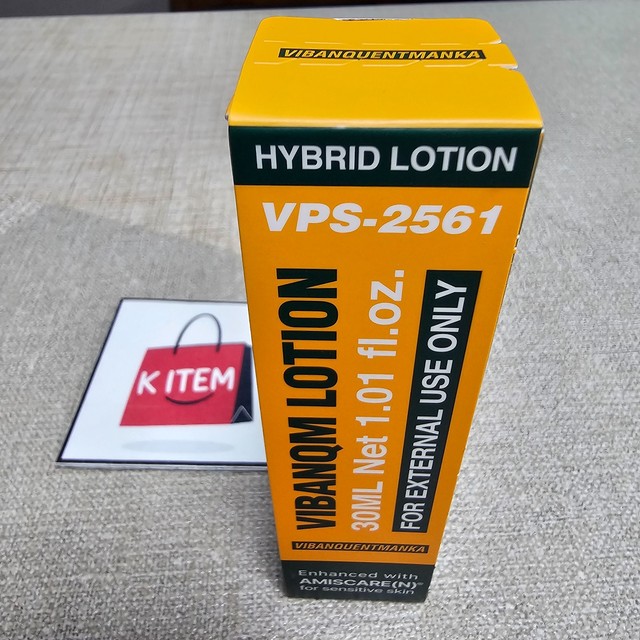 VIBANQUENTMANKA
HYBRID LOTION
VPS-2561
VIBANQM LOTION
30ML Net 1.01 fl.oz.
FOR EXTERNAL USE ONLY
VIBANQUENTMANKA
Enhanced with
AMISCARE(N)®
for sensitive skin
K ITEM